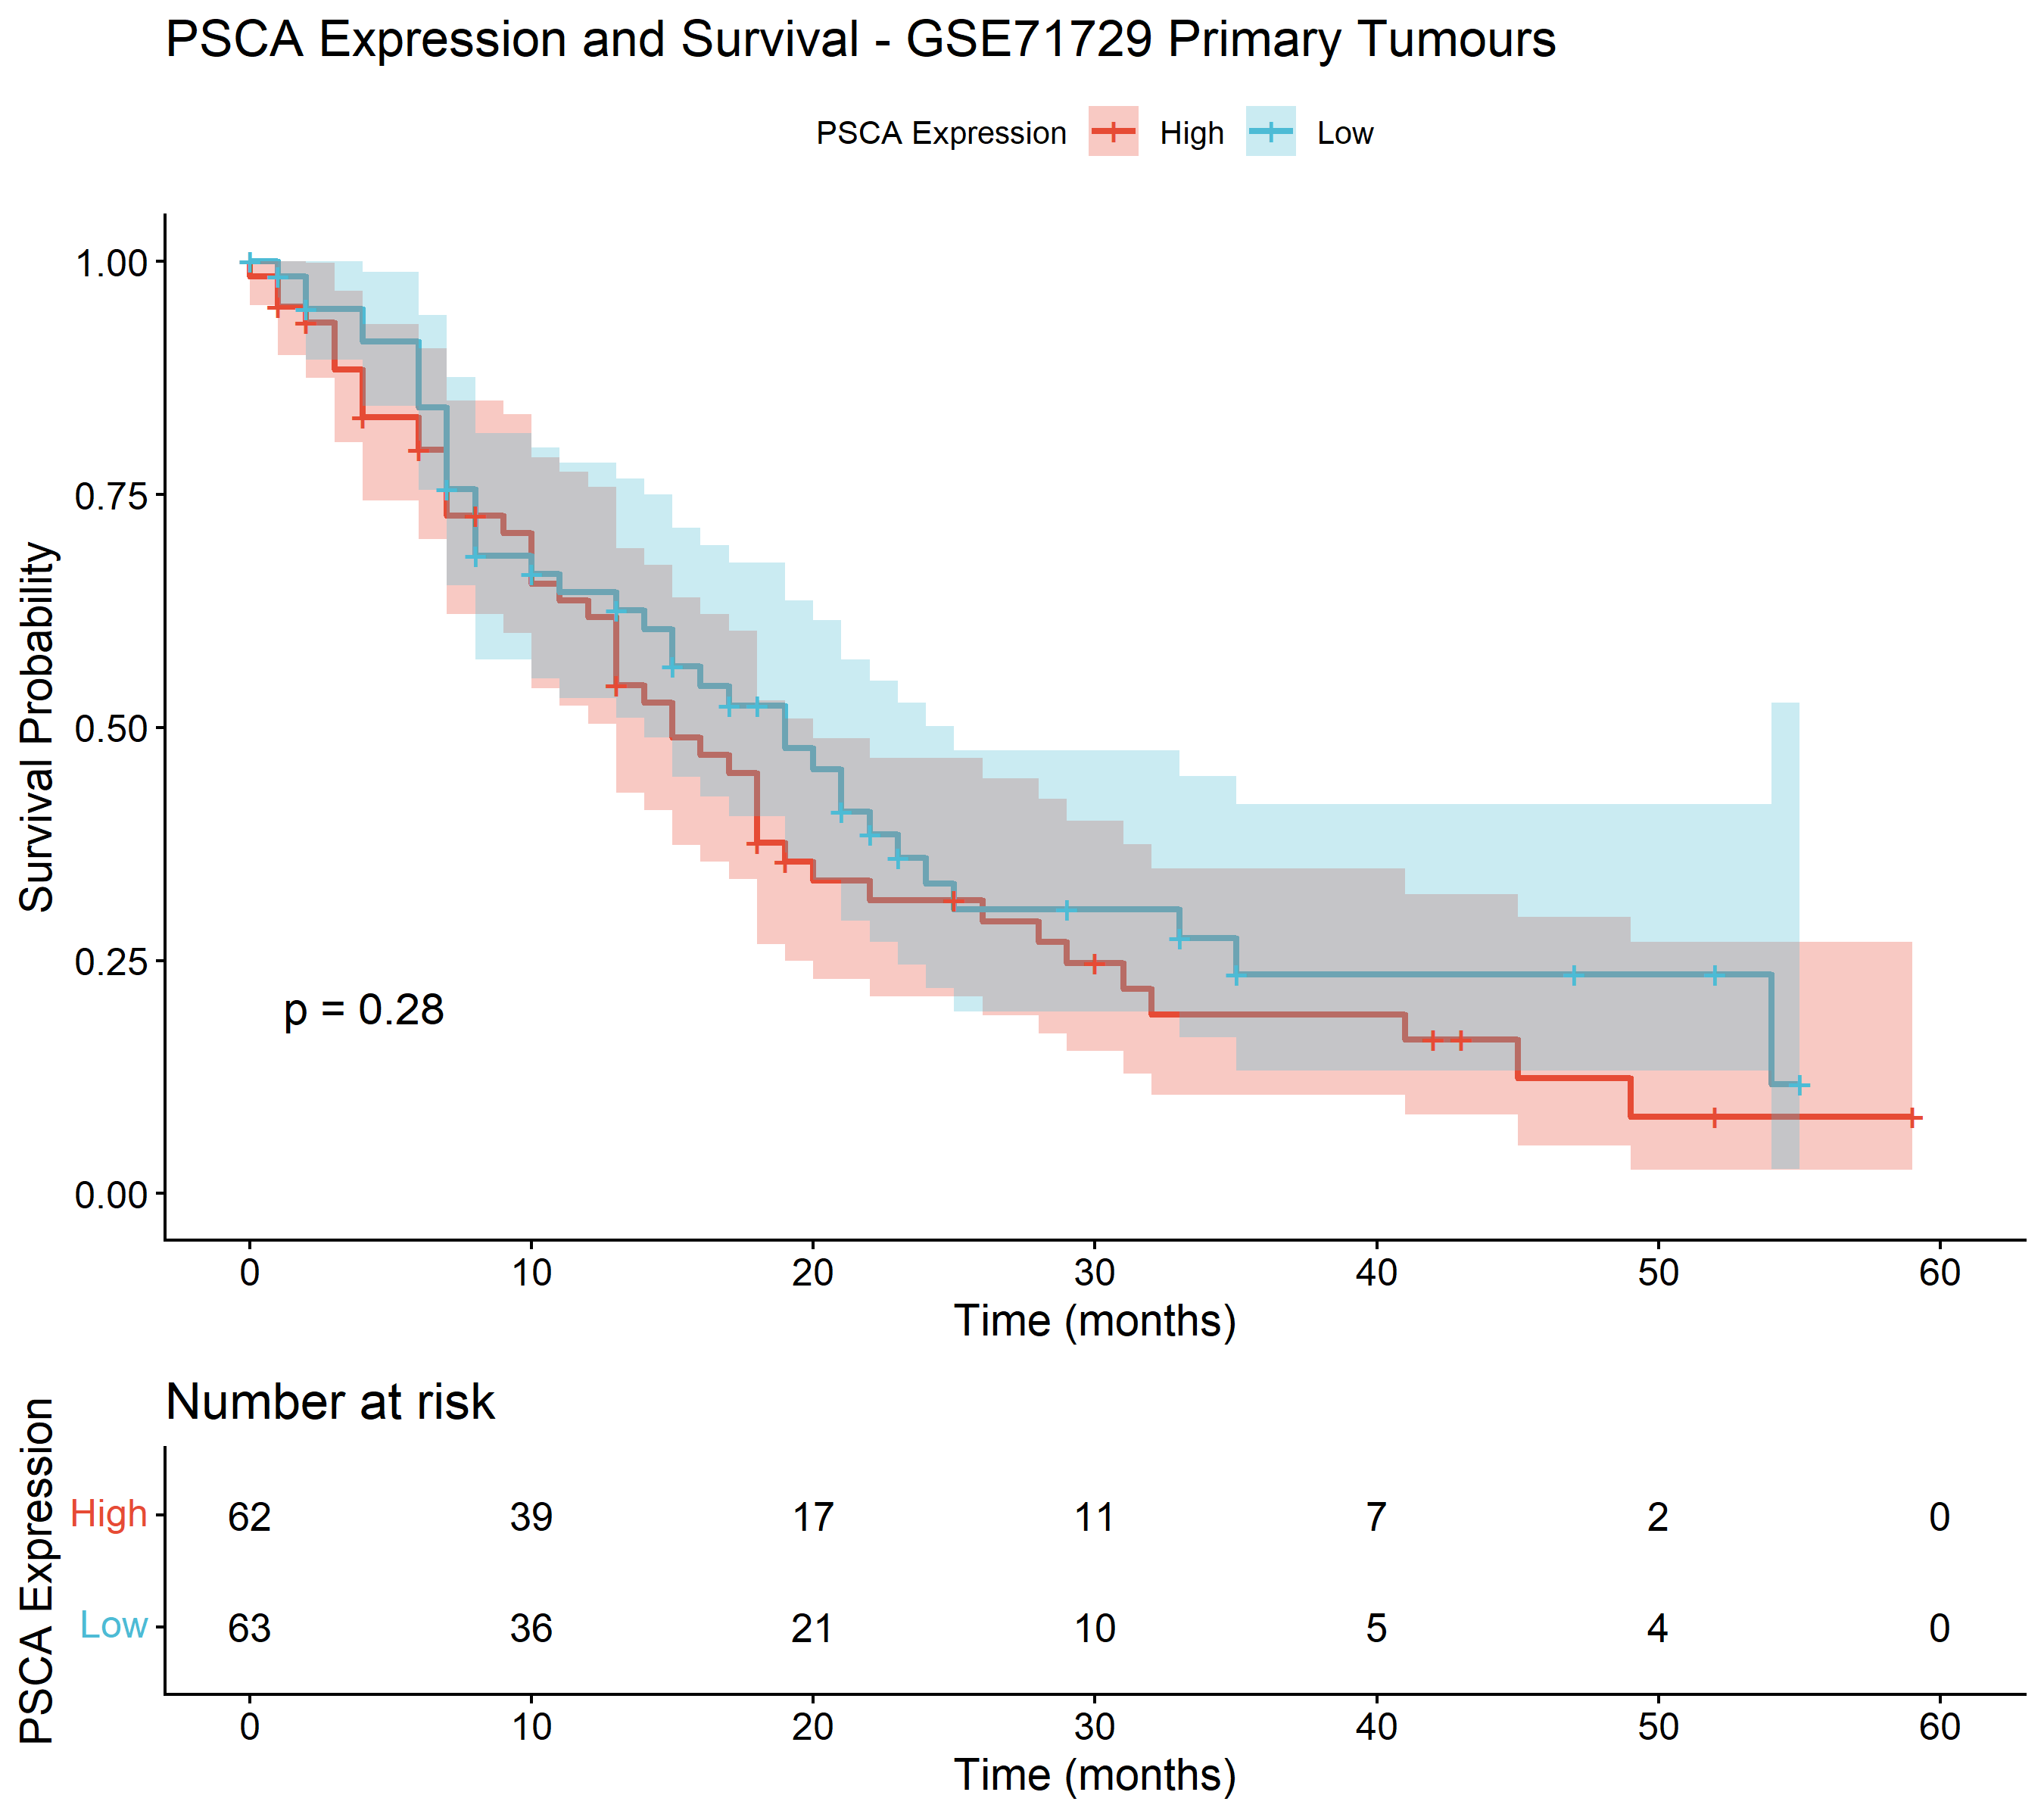 PSCA Expression and Survival - GSE71729 Primary Tumours
PSCA Expression High Low
Survival Probability
1.00
0.75
0.50
0.25
0.00
p = 0.28
0 10 20 30 40 50 60
Time (months)
Number at risk
PSCA Expression
High 62 39 17 11 7 2 0
Low 63 36 21 10 5 4 0
0 10 20 30 40 50 60
Time (months)